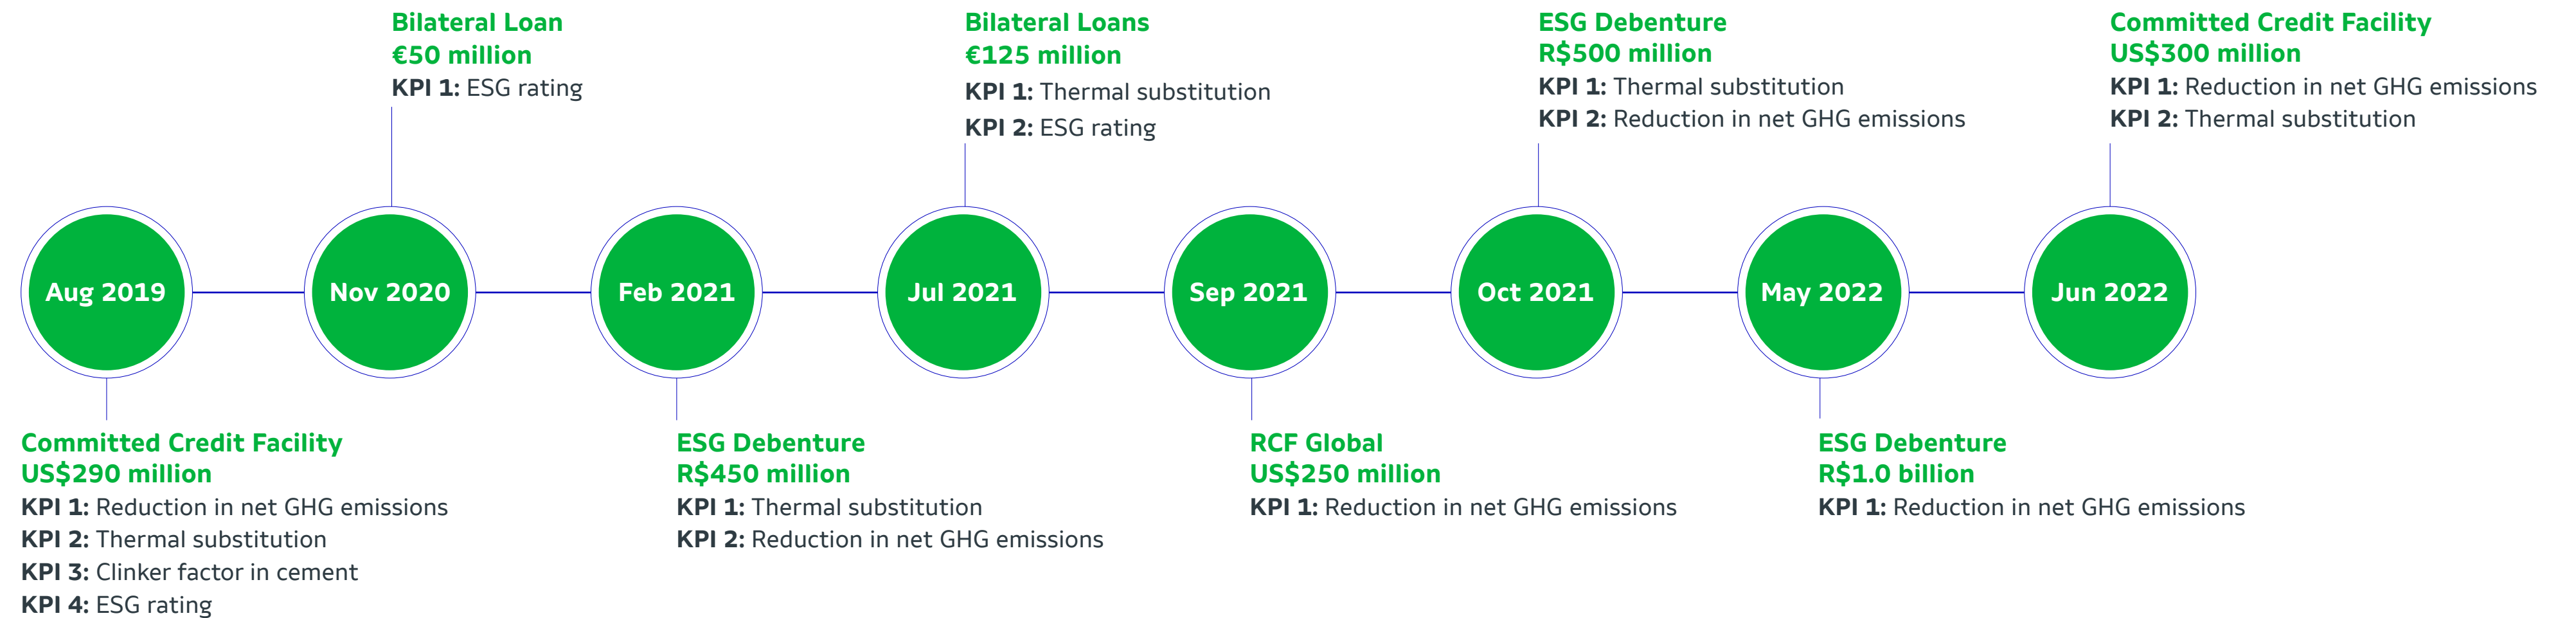 Bilateral Loan
€50 million
KPI 1: ESG rating
Bilateral Loans
€125 million
KPI 1: Thermal substitution
KPI 2: ESG rating
ESG Debenture
R$500 million
KPI 1: Thermal substitution
KPI 2: Reduction in net GHG emissions
Committed Credit Facility
US$300 million
KPI 1: Reduction in net GHG emissions
KPI 2: Thermal substitution
Aug 2019
Nov 2020
Feb 2021
Jul 2021
Sep 2021
Oct 2021
May 2022
Jun 2022
Committed Credit Facility
US$290 million
KPI 1: Reduction in net GHG emissions
KPI 2: Thermal substitution
KPI 3: Clinker factor in cement
KPI 4: ESG rating
ESG Debenture
R$450 million
KPI 1: Thermal substitution
KPI 2: Reduction in net GHG emissions
RCF Global
US$250 million
KPI 1: Reduction in net GHG emissions
ESG Debenture
R$1.0 billion
KPI 1: Reduction in net GHG emissions